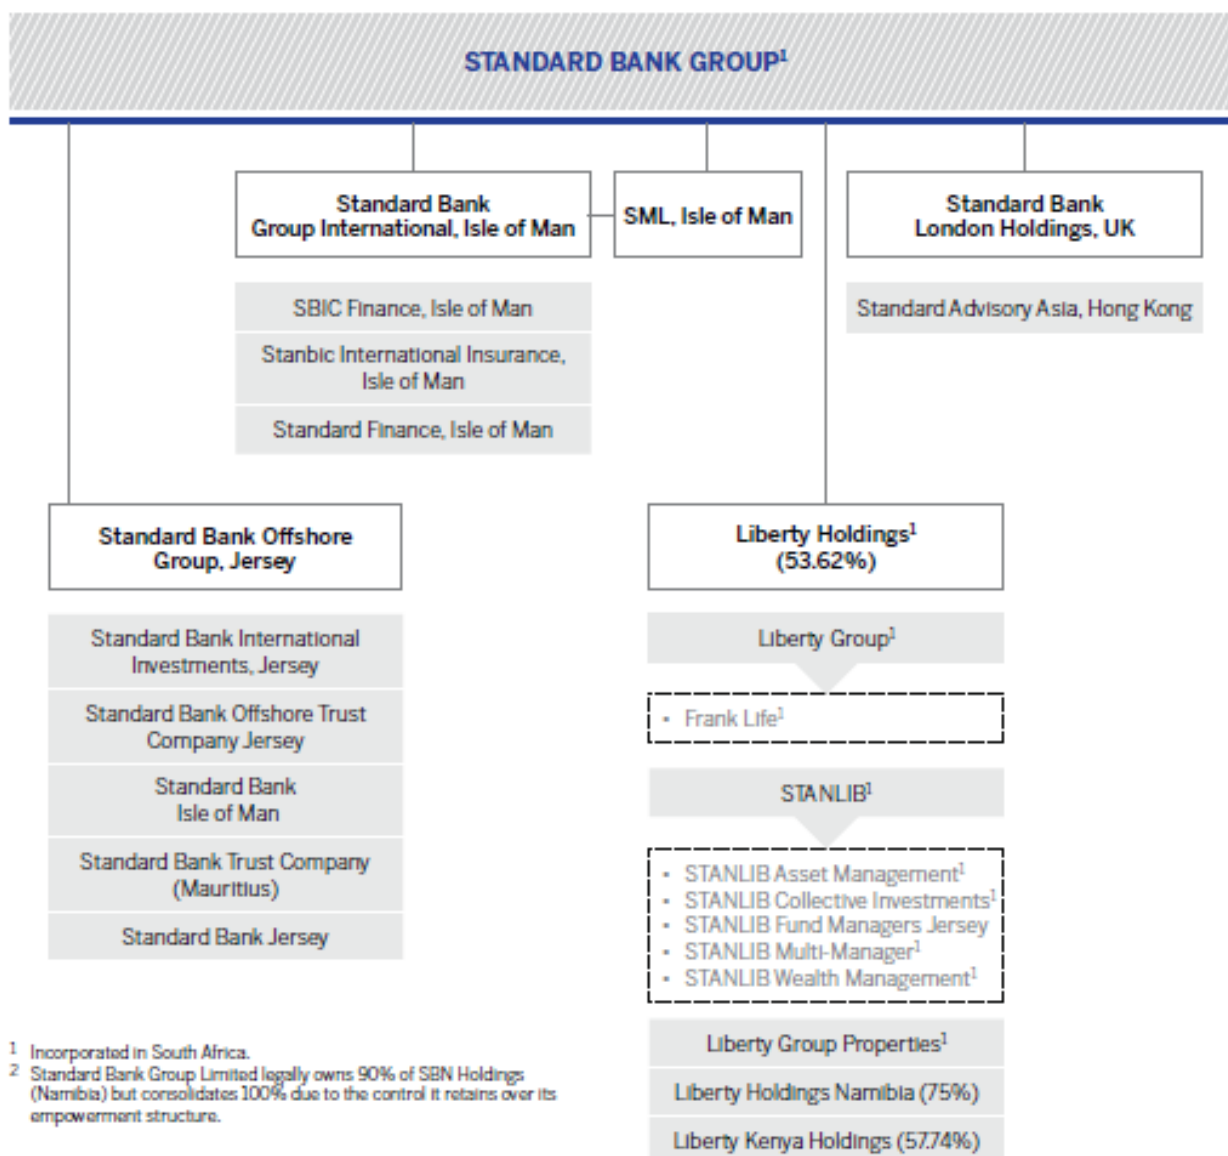 STANDARD BANK GROUP¹
Standard Bank
Group International, Isle of Man
SML, Isle of Man
Standard Bank
London Holdings, UK
SBIC Finance, Isle of Man
Stanbic International Insurance,
Isle of Man
Standard Finance, Isle of Man
Standard Advisory Asia, Hong Kong
Standard Bank Offshore
Group, Jersey
Standard Bank International
Investments, Jersey
Standard Bank Offshore Trust
Company Jersey
Standard Bank
Isle of Man
Standard Bank Trust Company
(Mauritius)
Standard Bank Jersey
Liberty Holdings¹
(53.62%)
Liberty Group¹
• Frank Life¹
STANLIB¹
• STANLIB Asset Management¹
• STANLIB Collective Investments¹
• STANLIB Fund Managers Jersey
• STANLIB Multi-Manager¹
• STANLIB Wealth Management¹
Liberty Group Properties¹
Liberty Holdings Namibia (75%)
Liberty Kenya Holdings (57.74%)
¹ Incorporated in South Africa.
² Standard Bank Group Limited legally owns 90% of SBN Holdings
(Namibia) but consolidates 100% due to the control it retains over its
empowerment structure.